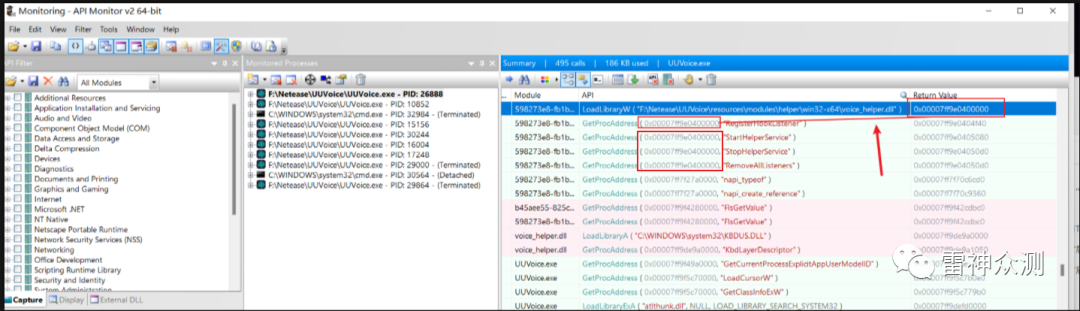 Monitoring - API Monitor v2 64-bit
File Edit View Filter Tools Window Help
API Filter
All Modules
Additional Resources
Application Installation and Servicing
Audio and Video
Component Object Model (COM)
Data Access and Storage
Delta Compression
Devices
Diagnostics
Documents and Printing
Graphics and Gaming
Internet
Microsoft .NET
NT Native
Netscape Portable Runtime
Network Security Services (NSS)
Networking
Office Development
Scripting Runtime Library
Security and Identity
System Administration
Capture Display External DLL
Monitored Processes
F:\Netease\UUVoice\UUVoice.exe - PID: 26888
F:\Netease\UUVoice\UUVoice.exe - PID: 10852
C:\WINDOWS\system32\cmd.exe - PID: 32984 - (Terminated)
F:\Netease\UUVoice\UUVoice.exe - PID: 15156
F:\Netease\UUVoice\UUVoice.exe - PID: 30244
F:\Netease\UUVoice\UUVoice.exe - PID: 16004
F:\Netease\UUVoice\UUVoice.exe - PID: 17248
F:\Netease\UUVoice\UUVoice.exe - PID: 29000 - (Terminated)
C:\WINDOWS\system32\cmd.exe - PID: 30564 - (Detached)
F:\Netease\UUVoice\UUVoice.exe - PID: 29864 - (Terminated)
Summary | 495 calls | 186 KB used | UUVoice.exe
Module API Return Value
598273e8-fb1b... LoadLibraryW ( "F:\Netease\UUVoice\resources\modules\helper\win32-x64\voice_helper.dll" ) 0x00007ff9e0400000
598273e8-fb1b... GetProcAddress ( 0x00007ff9e0400000, "RegisterHookListener" ) 0x00007ff9e0404f40
598273e8-fb1b... GetProcAddress ( 0x00007ff9e0400000, "StartHelperService" ) 0x00007ff9e0405080
598273e8-fb1b... GetProcAddress ( 0x00007ff9e0400000, "StopHelperService" ) 0x00007ff9e04050d0
598273e8-fb1b... GetProcAddress ( 0x00007ff9e0400000, "RemoveAllListeners" ) 0x00007ff9e04050d0
598273e8-fb1b... GetProcAddress ( 0x00007ff7f27a0000, "napi_typeof" ) 0x00007ff7f70c6cd0
598273e8-fb1b... GetProcAddress ( 0x00007ff7f27a0000, "napi_create_reference" ) 0x00007ff7f70c9360
b45aee55-825c... GetProcAddress ( 0x00007ff9f4280000, "FlsGetValue" ) 0x00007ff9f42cdbc0
598273e8-fb1b... GetProcAddress ( 0x00007ff9f4280000, "FlsGetValue" ) 0x00007ff9f42cdbc0
voice_helper.dll LoadLibraryA ( "C:\WINDOWS\system32\KBDUS.DLL" ) 0x00007ff9de9a0000
voice_helper.dll GetProcAddress ( 0x00007ff9de9a0000, "KbdLayerDescriptor" )
UUVoice.exe GetProcAddress ( 0x00007ff9f49a0000, "GetCurrentProcessExplicitAppUserModelID" )
UUVoice.exe GetProcAddress ( 0x00007ff9f5c70000, "LoadCursorW" )
UUVoice.exe GetProcAddress ( 0x00007ff9f5c70000, "GetClassInfoExW" ) 0x00007ff9f5c779b0
UUVoice.exe LoadLibraryExA ( "atlthunk.dll", NULL, LOAD_LIBRARY_SEARCH_SYSTEM32 ) 0x00007ff9defd0000
雷神众测